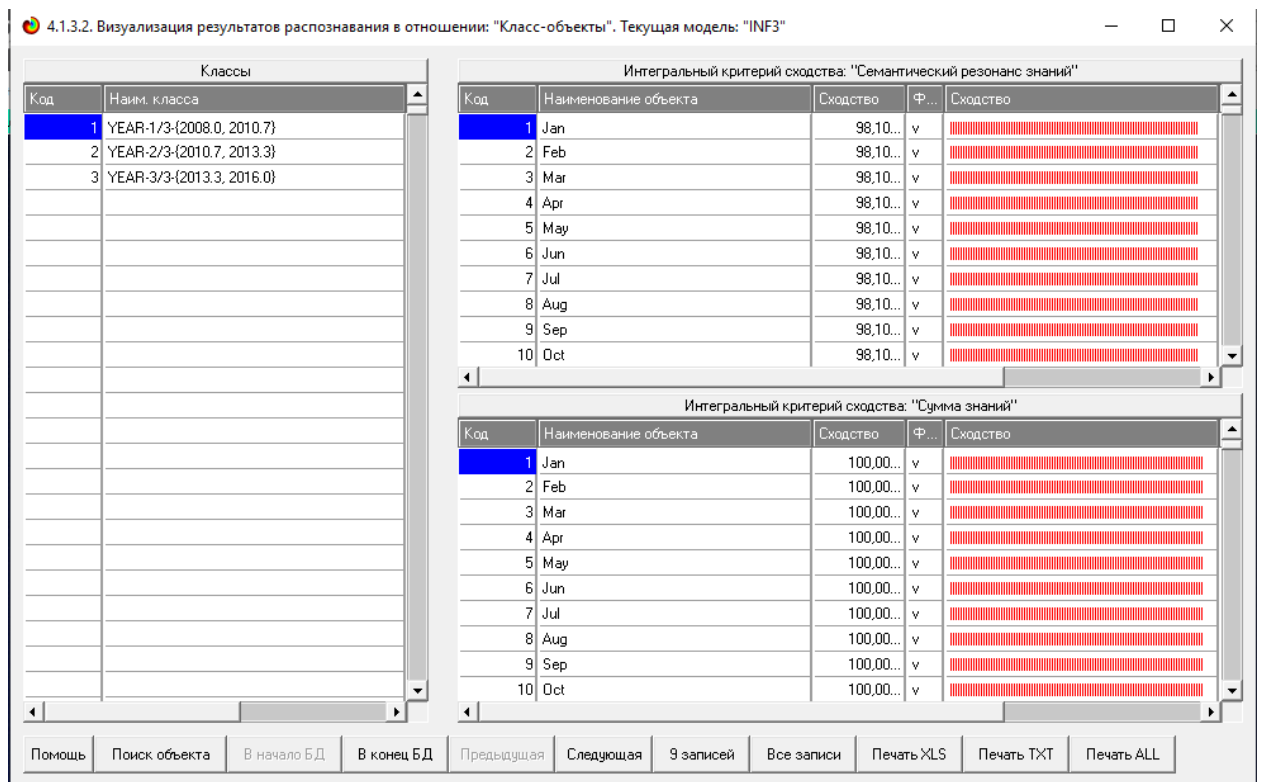 4.1.3.2. Визуализация результатов распознавания в отношении: "Класс-объекты". Текущая модель: "INF3"
Классы
Код Наим. класса
1 YEAR-1/3-{2008.0, 2010.7}
2 YEAR-2/3-{2010.7, 2013.3}
3 YEAR-3/3-{2013.3, 2016.0}
Интегральный критерий сходства: "Семантический резонанс знаний"
Код Наименование объекта Сходство Ф... Сходство
1 Jan 98,10... v
2 Feb 98,10... v
3 Mar 98,10... v
4 Apr 98,10... v
5 May 98,10... v
6 Jun 98,10... v
7 Jul 98,10... v
8 Aug 98,10... v
9 Sep 98,10... v
10 Oct 98,10... v
Интегральный критерий сходства: "Сумма знаний"
Код Наименование объекта Сходство Ф... Сходство
1 Jan 100,00... v
2 Feb 100,00... v
3 Mar 100,00... v
4 Apr 100,00... v
5 May 100,00... v
6 Jun 100,00... v
7 Jul 100,00... v
8 Aug 100,00... v
9 Sep 100,00... v
10 Oct 100,00... v
Помощь Поиск объекта В начало БД В конец БД Предыдущая Следующая 9 записей Все записи Печать XLS Печать TXT Печать ALL